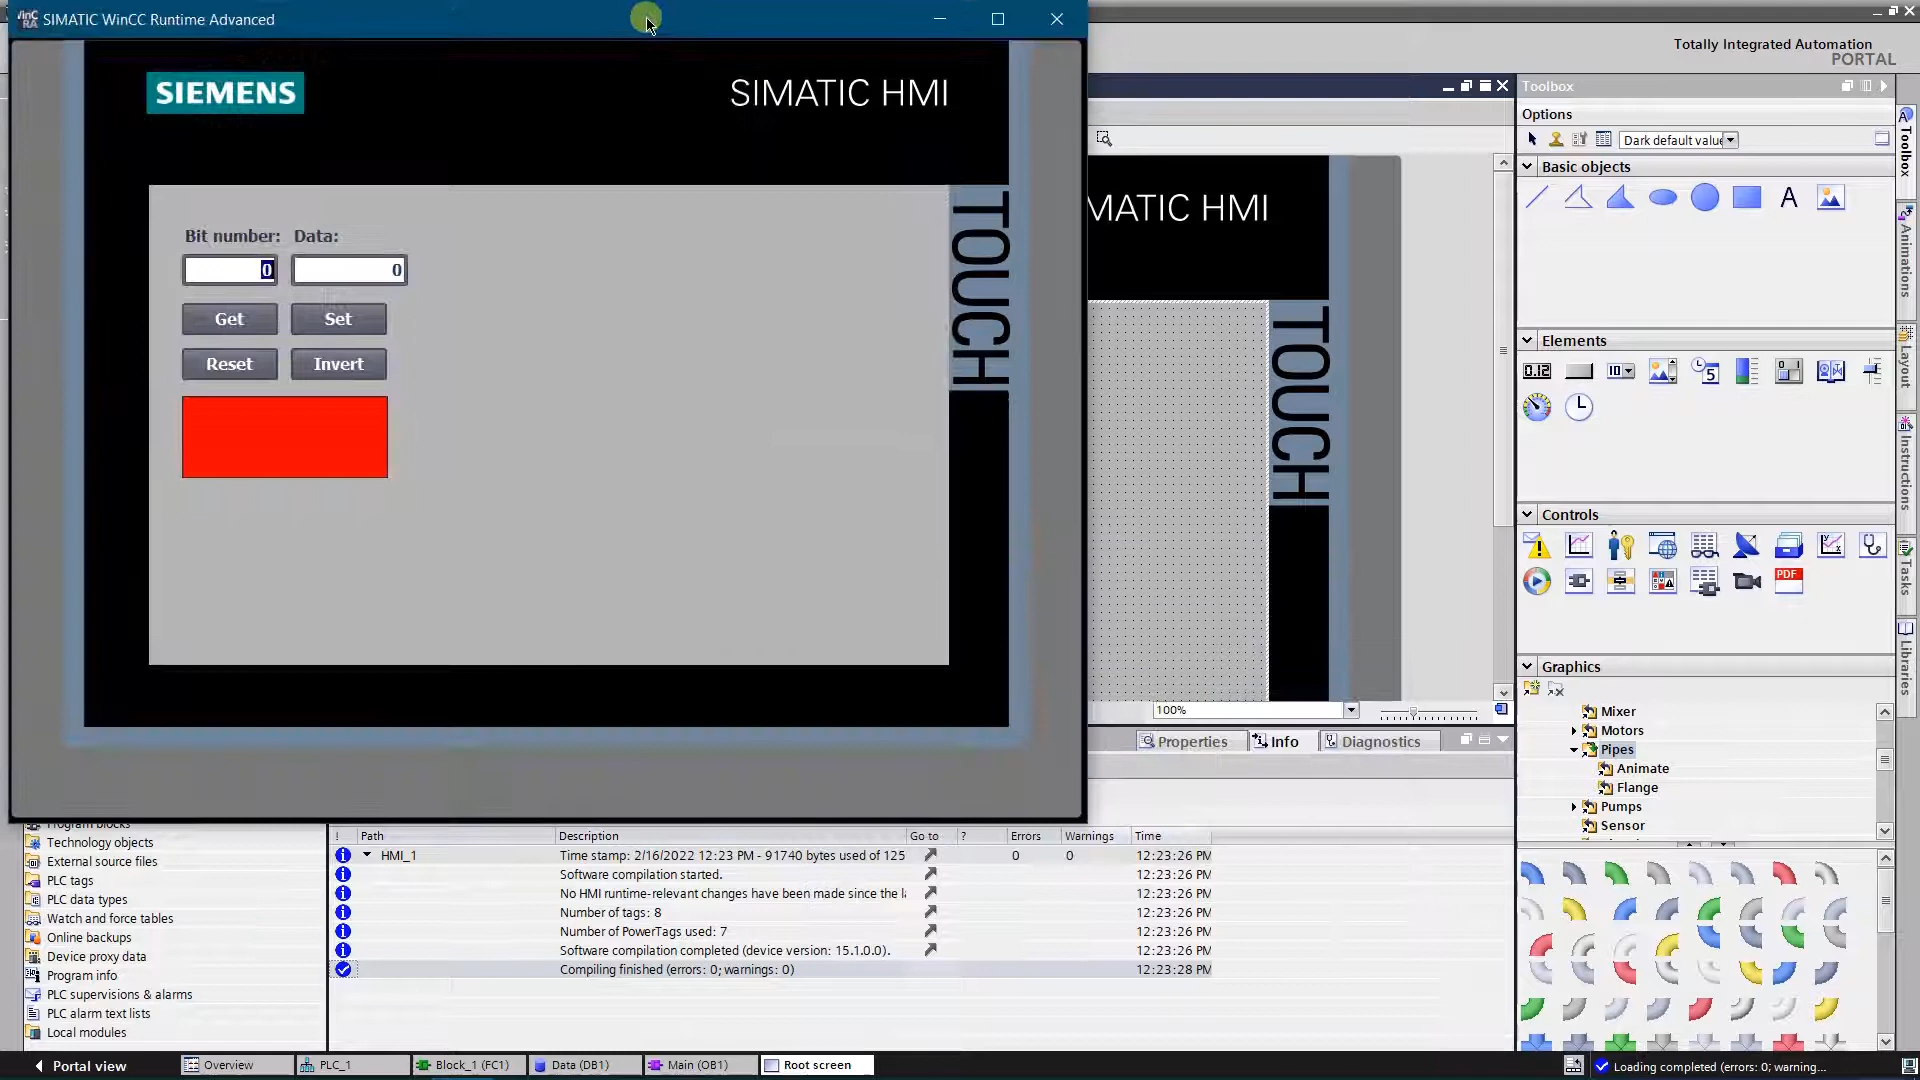 SIMATIC WinCC Runtime Advanced
Totally Integrated Automation
PORTAL
SIEMENS
SIMATIC HMI
TOUCH
Bit number: Data:
0 0
Get Set
Reset Invert
MATIC HMI
TOUCH
100%
Properties Info Diagnostics
Toolbox
Options
Dark default value
Basic objects
A
Elements
0.12
10
5
Controls
PDF
Graphics
Mixer
Motors
Pipes
Animate
Flange
Pumps
Sensor
Toolbox
Animations
Layout
Instructions
Tasks
Libraries
Program blocks
Technology objects
External source files
PLC tags
PLC data types
Watch and force tables
Online backups
Device proxy data
Program info
PLC supervisions & alarms
PLC alarm text lists
Local modules
! Path Description Go to ? Errors Warnings Time
HMI_1 Time stamp: 2/16/2022 12:23 PM - 91740 bytes used of 125 0 0 12:23:26 PM
Software compilation started. 12:23:26 PM
No HMI runtime-relevant changes have been made since the la 12:23:26 PM
Number of tags: 8 12:23:26 PM
Number of PowerTags used: 7 12:23:26 PM
Software compilation completed (device version: 15.1.0.0). 12:23:26 PM
Compiling finished (errors: 0; warnings: 0) 12:23:28 PM
Portal view Overview PLC_1 Block_1 (FC1) Data (DB1) Main (OB1) Root screen Loading completed (errors: 0; warning...